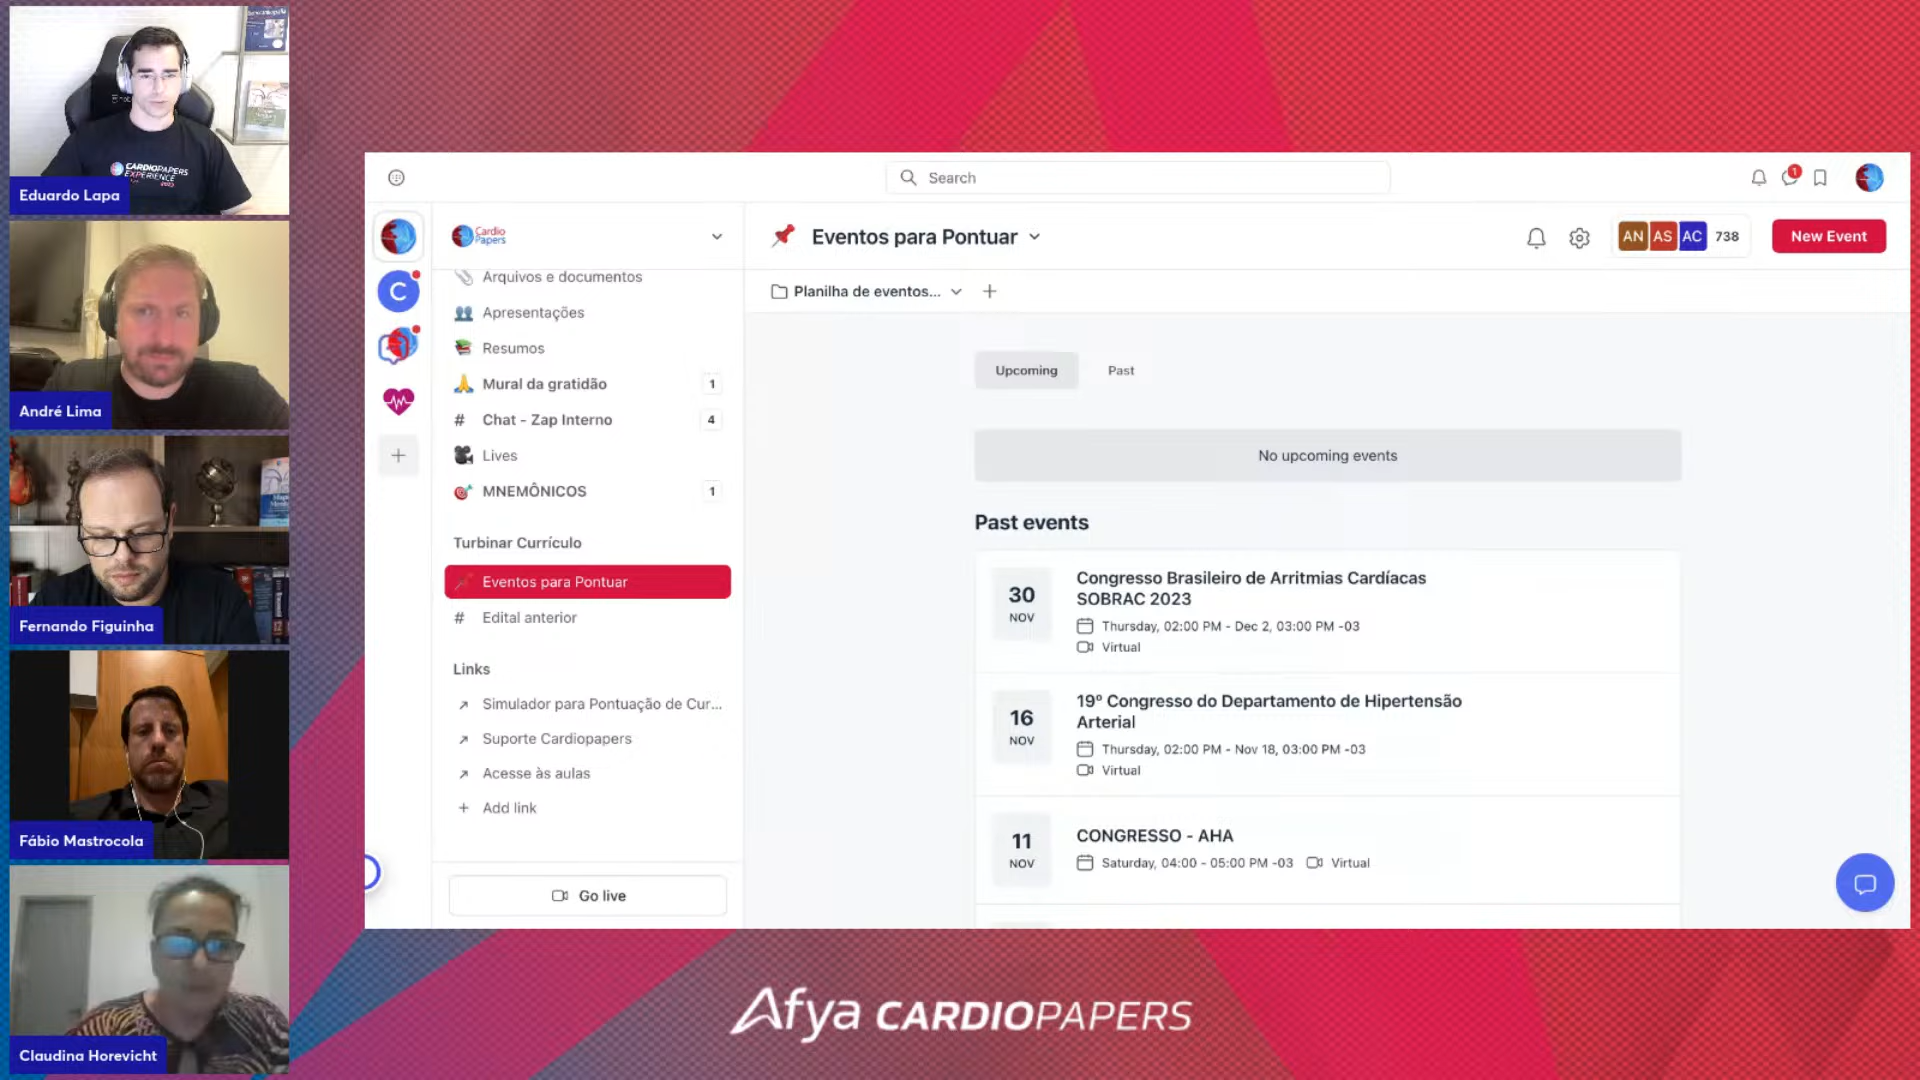 CARDIOPAPERS
EXPERIENCE
2023
Eduardo Lapa
André Lima
Fernando Figuinha
Fábio Mastrocola
Claudina Horevicht
Search
1
Cardio
Papers
Eventos para Pontuar
AN AS AC 738
New Event
C
Planilha de eventos...
Arquivos e documentos
Apresentações
Resumos
Mural da gratidão 1
# Chat - Zap Interno 4
Lives
MNEMÔNICOS 1
Turbinar Currículo
Eventos para Pontuar
# Edital anterior
Links
Simulador para Pontuação de Cur...
Suporte Cardiopapers
Acesse às aulas
+ Add link
Go live
Upcoming Past
No upcoming events
Past events
30
NOV
Congresso Brasileiro de Arritmias Cardíacas
SOBRAC 2023
Thursday, 02:00 PM - Dec 2, 03:00 PM -03
Virtual
16
NOV
19º Congresso do Departamento de Hipertensão
Arterial
Thursday, 02:00 PM - Nov 18, 03:00 PM -03
Virtual
11
NOV
CONGRESSO - AHA
Saturday, 04:00 - 05:00 PM -03 Virtual
Afya CARDIOPAPERS